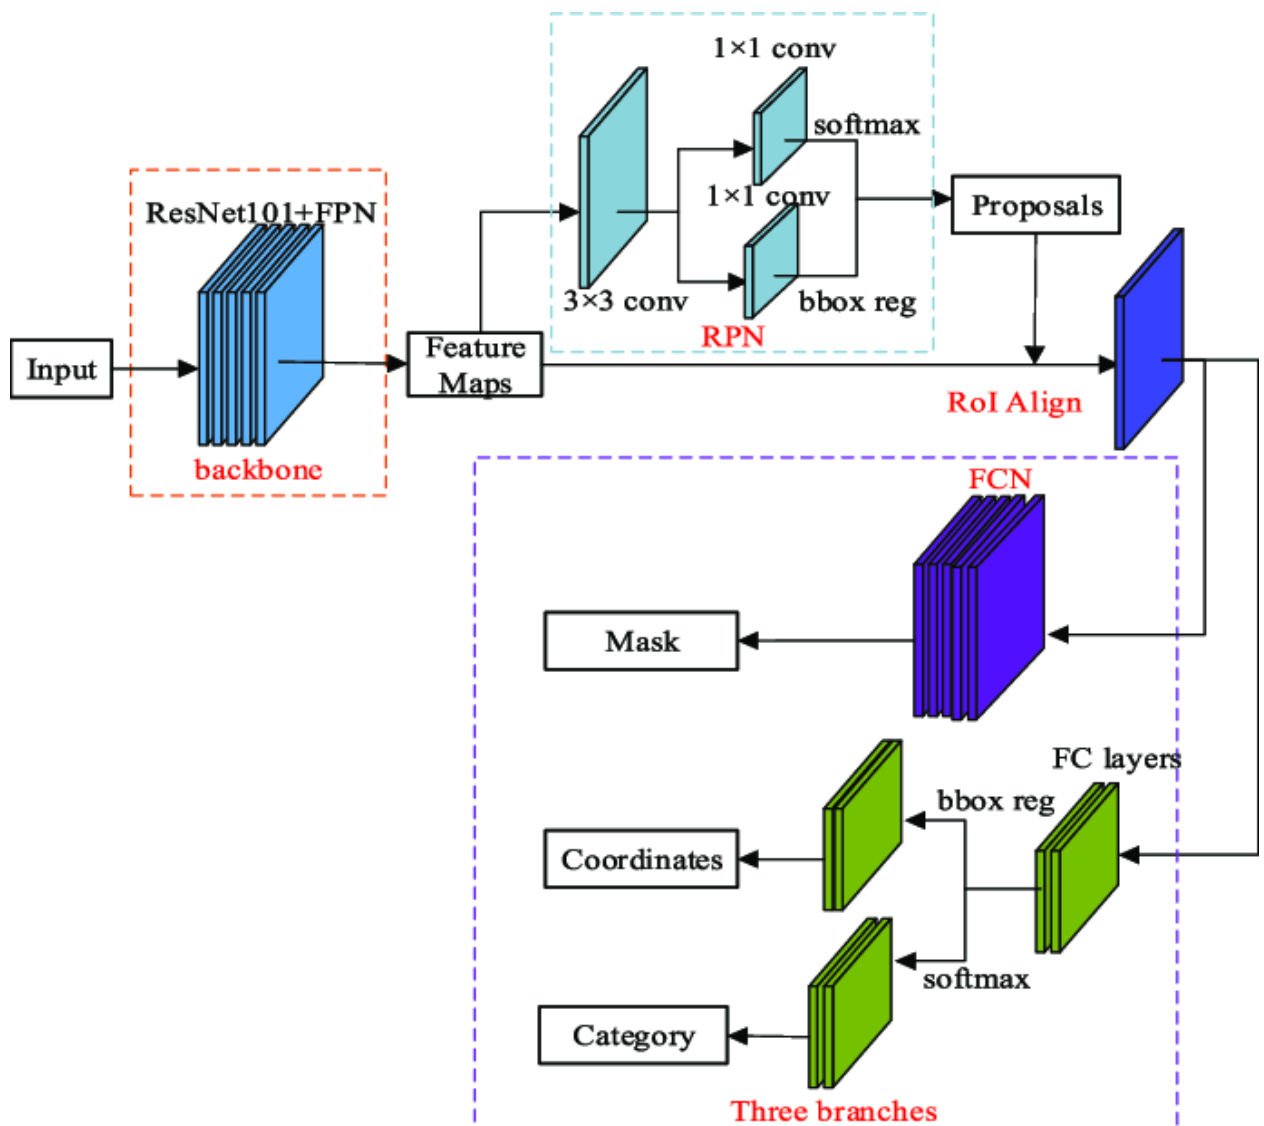 1×1 conv
softmax
1×1 conv
3×3 conv
bbox reg
RPN
Proposals
ResNet101+FPN
Input
backbone
Feature
Maps
RoI Align
FCN
Mask
FC layers
bbox reg
Coordinates
softmax
Category
Three branches